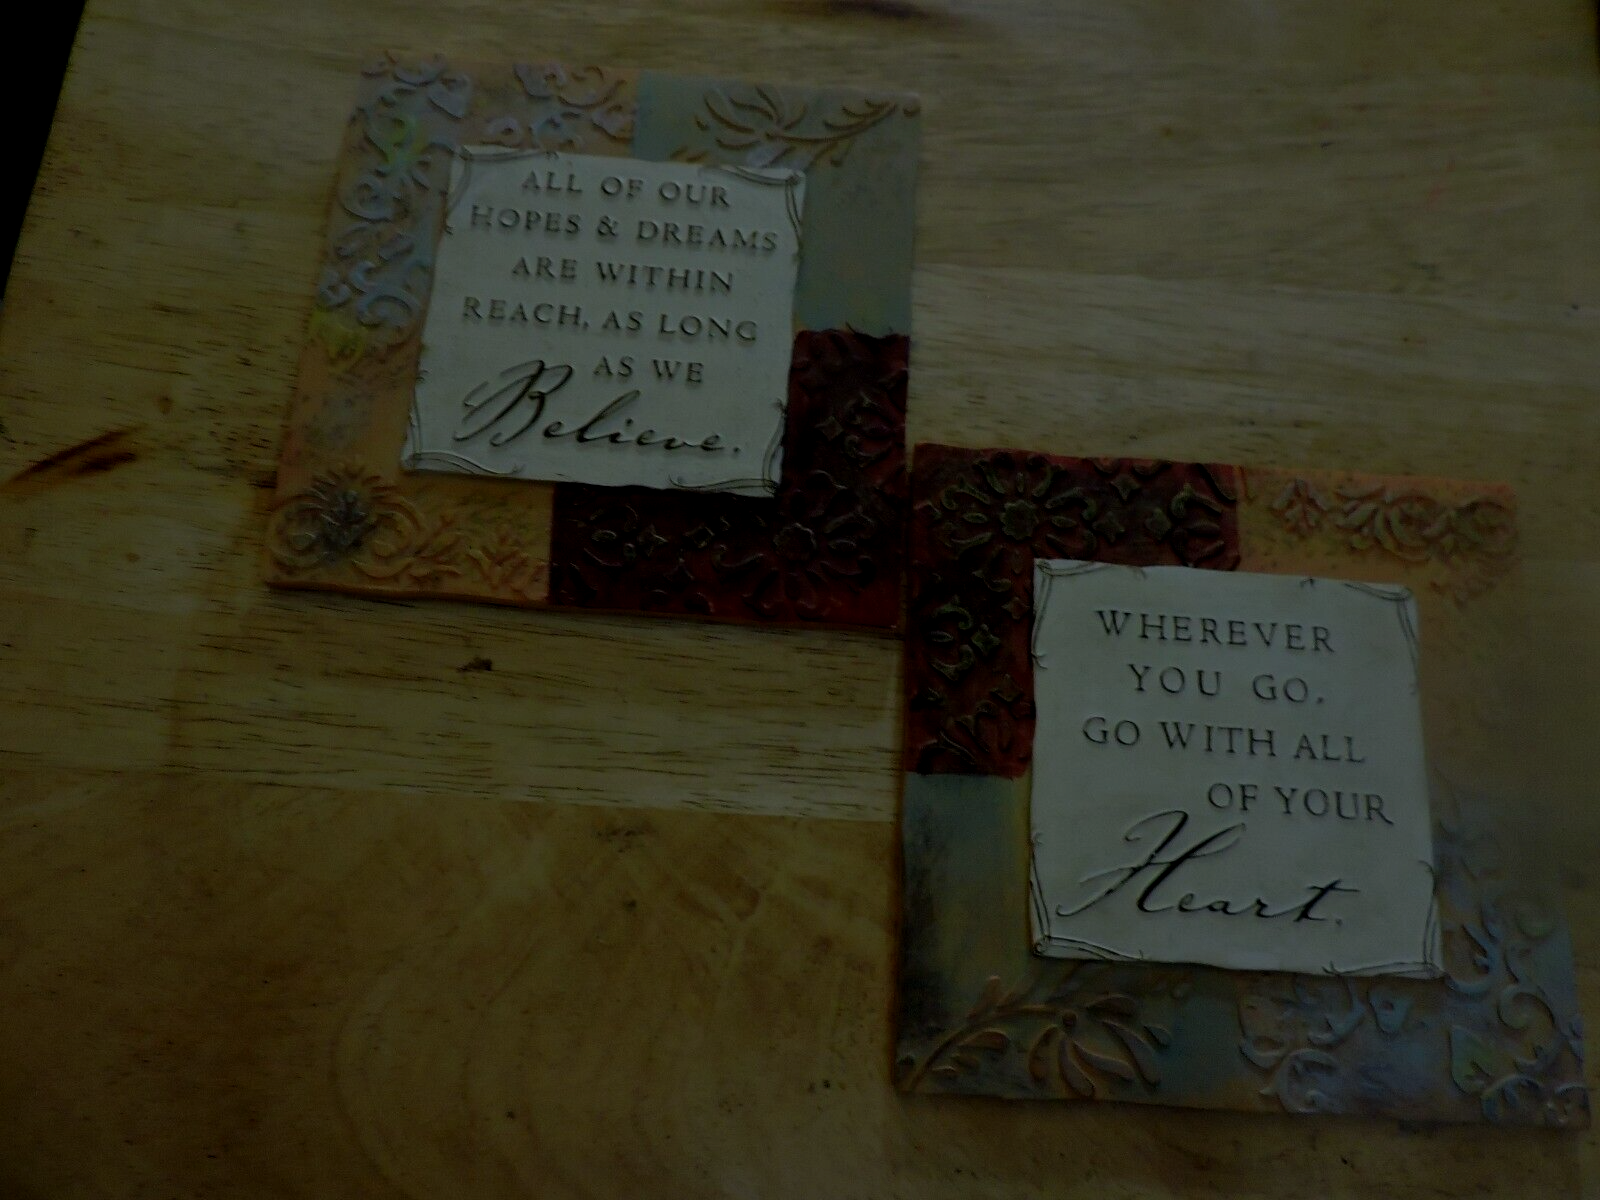 ALL OF OUR
HOPES & DREAMS
ARE WITHIN
REACH, AS LONG
AS WE
Believe.
WHEREVER
YOU GO,
GO WITH ALL
OF YOUR
Heart.